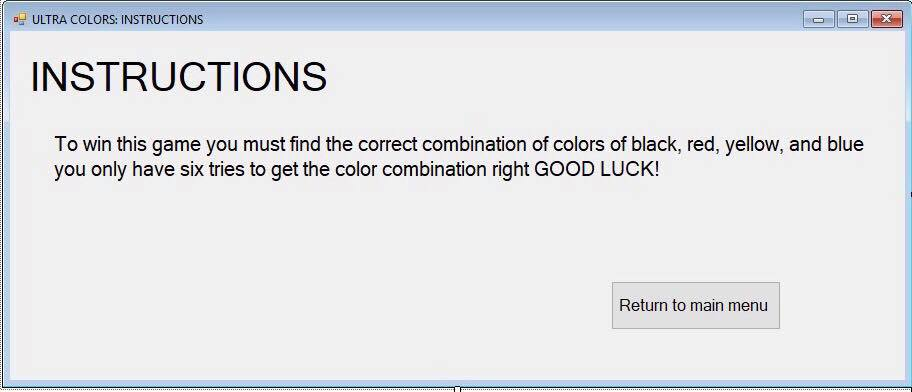 ULTRA COLORS: INSTRUCTIONS
INSTRUCTIONS
To win this game you must find the correct combination of colors of black, red, yellow, and blue
you only have six tries to get the color combination right GOOD LUCK!
Return to main menu